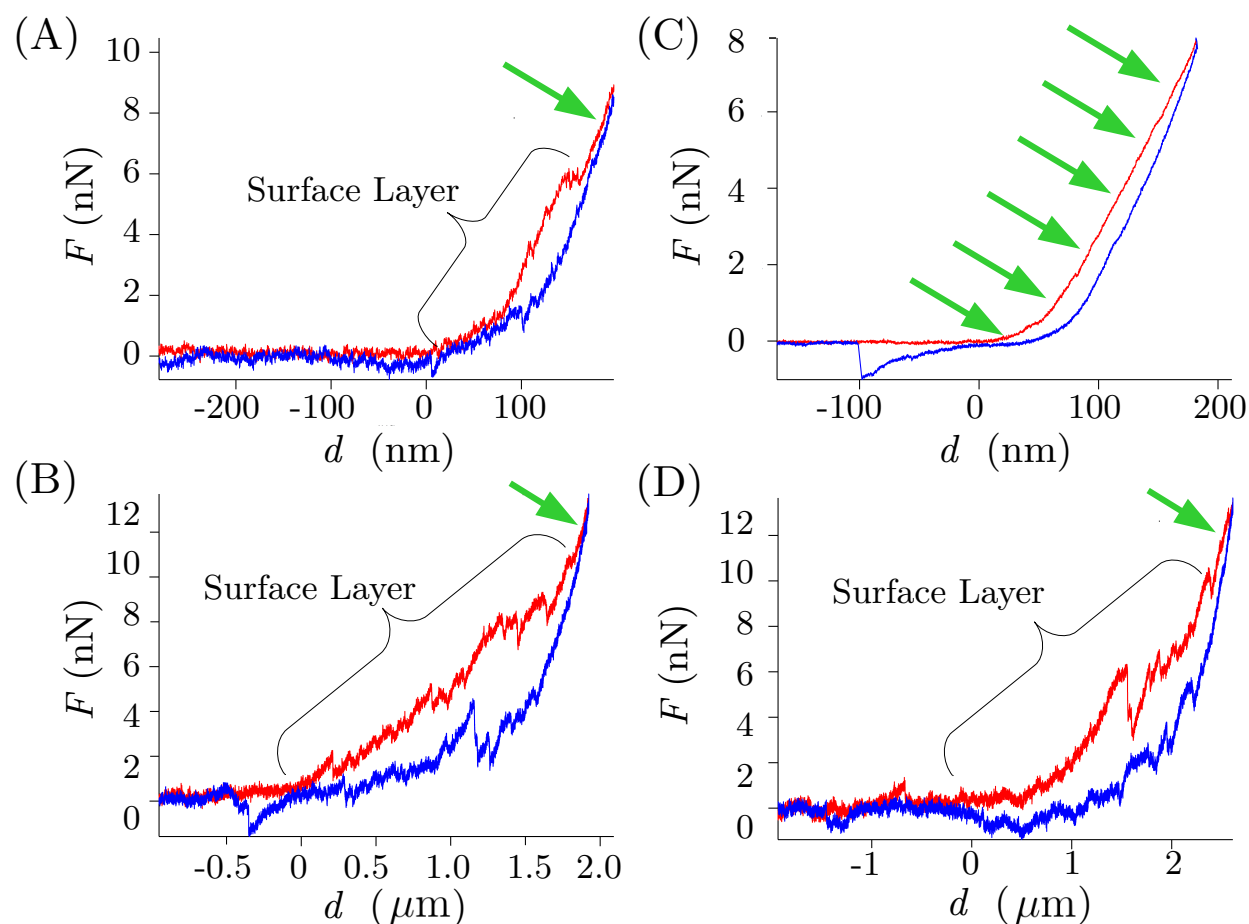 (A)
10
8
6
4
2
0
F (nN)
Surface Layer
-200
-100
0
100
d (nm)
(C)
8
6
4
2
0
F (nN)
-100
0
100
200
d (nm)
(B)
12
10
8
6
4
2
0
F (nN)
Surface Layer
-0.5
0
0.5
1.0
1.5
2.0
d (μm)
(D)
12
10
8
6
4
2
0
F (nN)
Surface Layer
-1
0
1
2
d (μm)